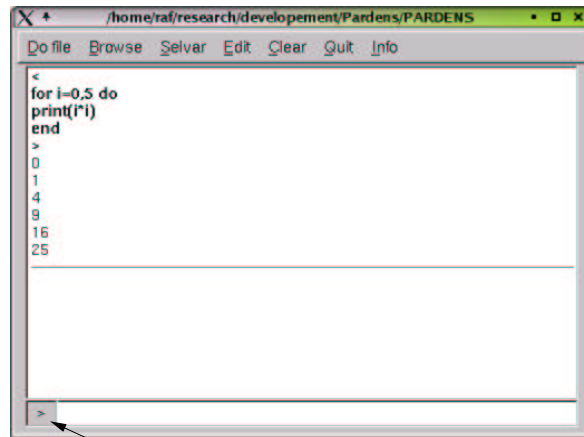 /home/raf/research/developement/Pardens/PARDENS
Do file Browse Selvar Edit Clear Quit Info
<
for i=0,5 do
print(i*i)
end
>
0
1
4
9
16
25
>